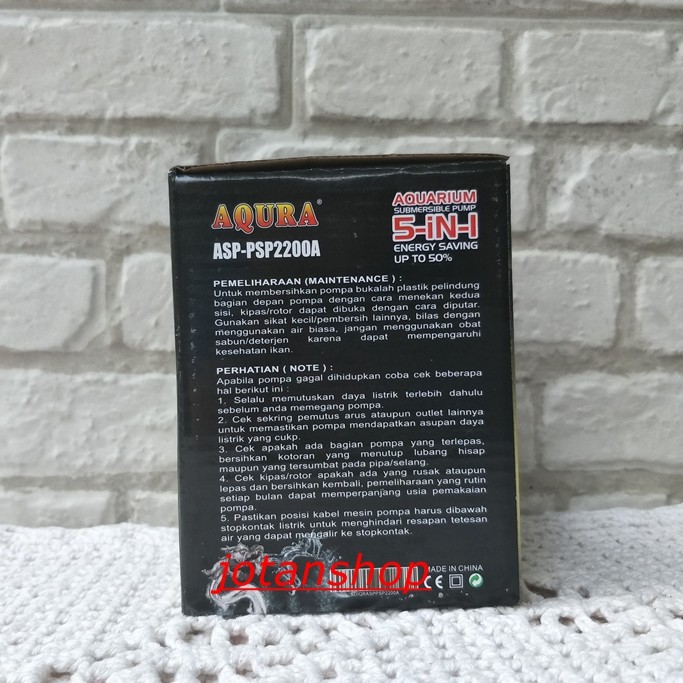 AQURA®
ASP-PSP2200A
AQUARIUM
SUBMERSIBLE PUMP
5-iN-1
ENERGY SAVING
UP TO 50%
PEMELIHARAAN (MAINTENANCE ) :
Untuk membersihkan pompa bukalah plastik pelindung
bagian depan pompa dengan cara menekan kedua
sisi, kipas/rotor dapat dibuka dengan cara diputar.
Gunakan sikat kecil/pembersih lainnya, bilas dengan
menggunakan air biasa, jangan menggunakan obat
sabun/deterjen karena dapat mempengaruhi
kesehatan ikan.
PERHATIAN ( NOTE ) :
Apabila pompa gagal dihidupkan coba cek beberapa
hal berikut ini :
1. Selalu memutuskan daya listrik terlebih dahulu
sebelum anda memegang pompa.
2. Cek sekring pemutus arus ataupun outlet lainnya
untuk memastikan pompa mendapatkan asupan daya
listrik yang cukp.
3. Cek apakah ada bagian pompa yang terlepas,
bersihkan kotoran yang menutup lubang hisap
maupun yang tersumbat pada pipa/selang.
4. Cek kipas/rotor apakah ada yang rusak ataupun
lepas dan bersihkan kembali, pemeliharaan yang rutin
setiap bulan dapat memperpanjang usia pemakaian
pompa.
5. Pastikan posisi kabel mesin pompa harus dibawah
stopkontak listrik untuk menghindari resapan tetesan
air yang dapat mengalir ke stopkontak.
jotanshop
MADE IN CHINA
CE